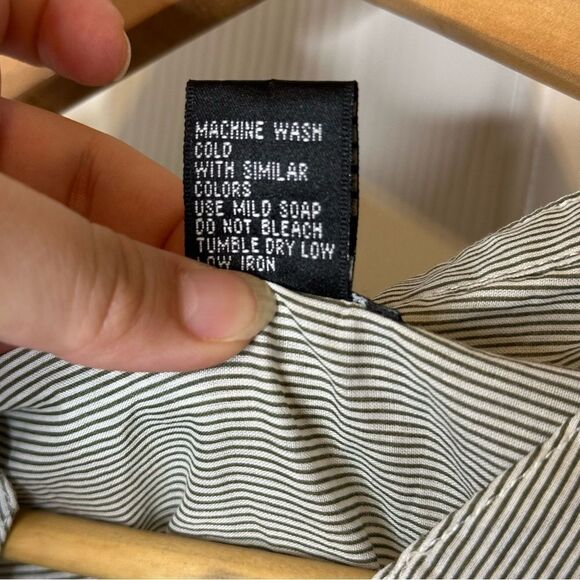 MACHINE WASH
COLD
WITH SIMILAR
COLORS
USE MILD SOAP
DO NOT BLEACH
TUMBLE DRY LOW
LOW IRON